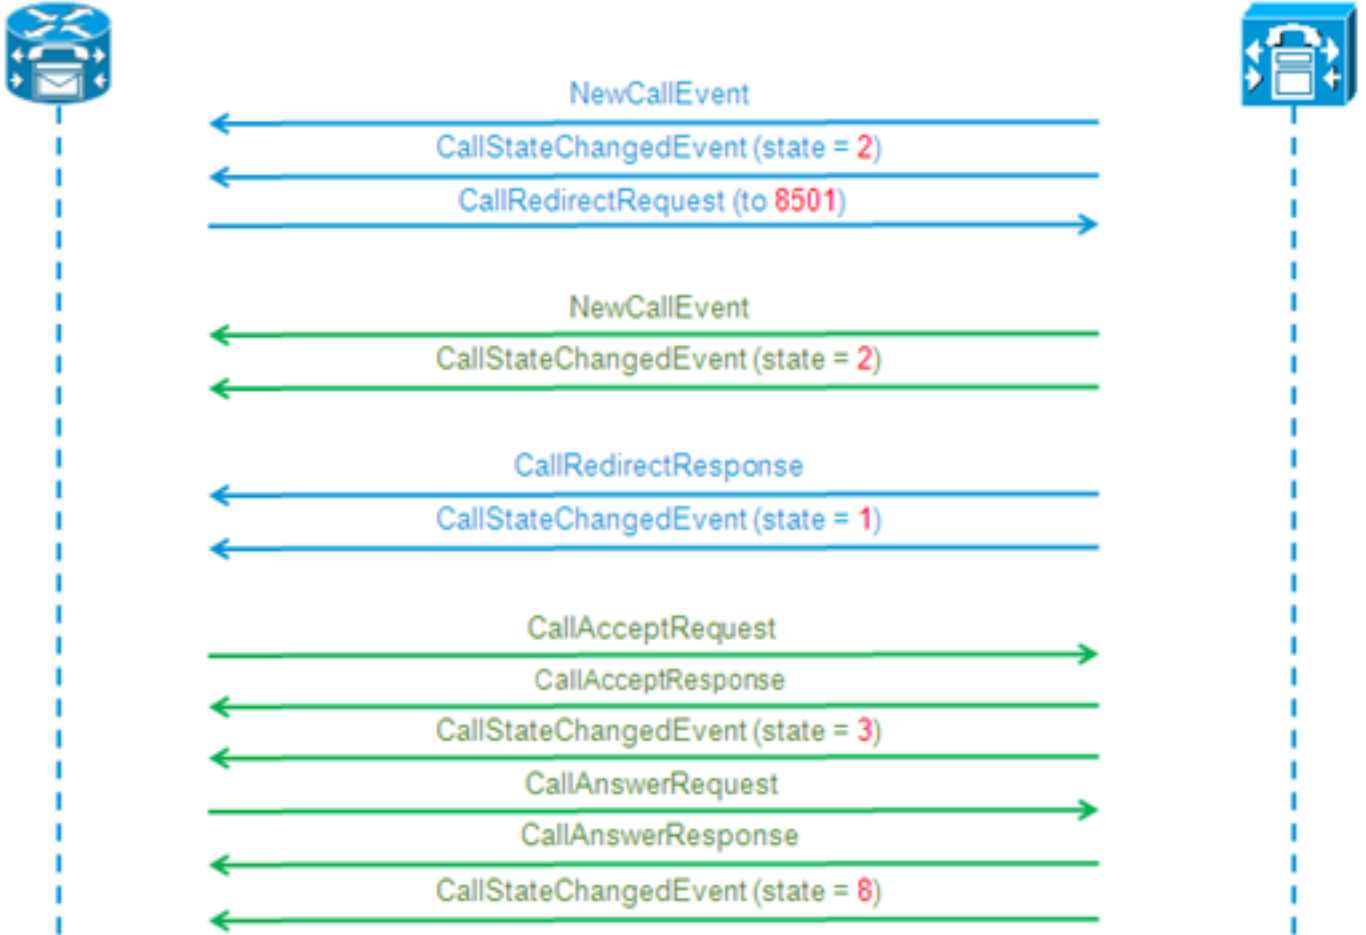 NewCallEvent
CallStateChangedEvent (state = 2)
CallRedirectRequest (to 8501)
NewCallEvent
CallStateChangedEvent (state = 2)
CallRedirectResponse
CallStateChangedEvent (state = 1)
CallAcceptRequest
CallAcceptResponse
CallStateChangedEvent (state = 3)
CallAnswerRequest
CallAnswerResponse
CallStateChangedEvent (state = 8)